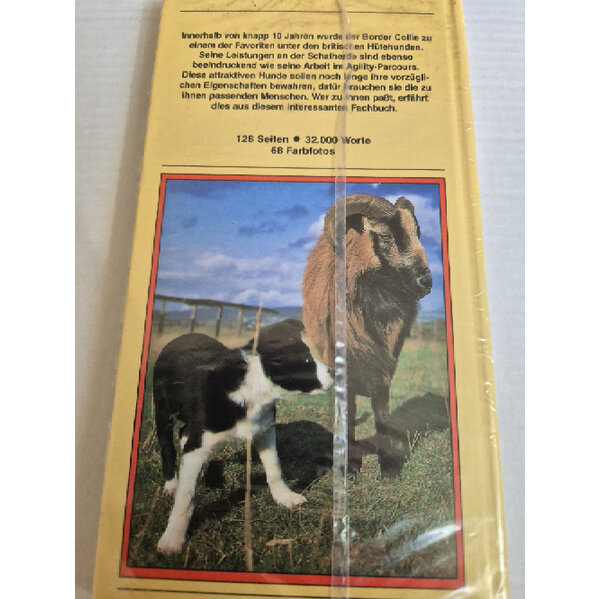 Innerhalb von knapp 10 Jahren wurde der Border Collie zu
einem der Favoriten unter den britischen Hütehunden.
Seine Leistungen an der Schafherde sind ebenso
beeindruckend wie seine Arbeit im Agility-Parcours.
Diese attraktiven Hunde sollen noch lange ihre vorzügli-
chen Eigenschaften bewahren, dafür brauchen sie die zu
ihnen passenden Menschen. Wer zu ihnen paßt, erfährt
dies aus diesem interessanten Fachbuch.
128 Seiten • 32.000 Worte
68 Farbfotos